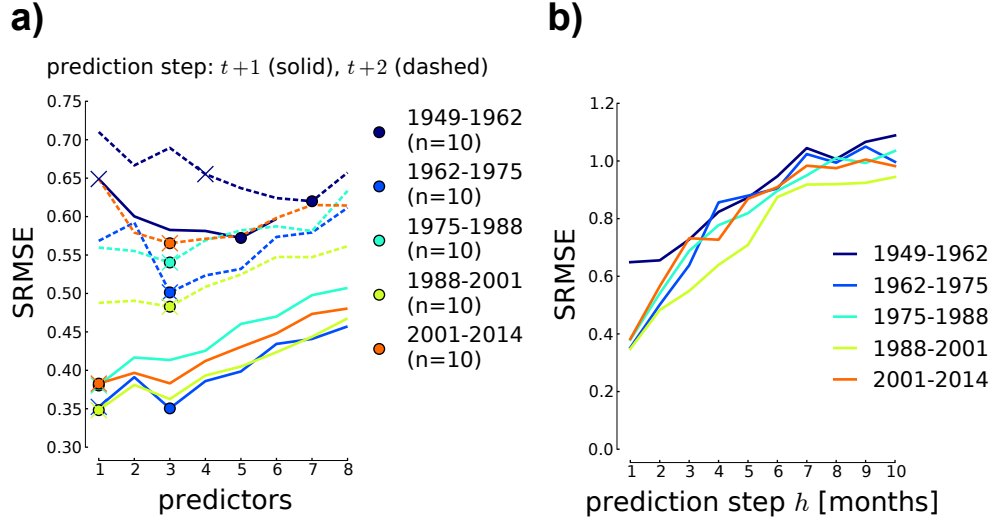 a)
prediction step: t+1 (solid), t+2 (dashed)
SRMSE
0.75
0.70
0.65
0.60
0.55
0.50
0.45
0.40
0.35
0.30
1 2 3 4 5 6 7 8
predictors
1949-1962
(n=10)
1962-1975
(n=10)
1975-1988
(n=10)
1988-2001
(n=10)
2001-2014
(n=10)
b)
SRMSE
1.2
1.0
0.8
0.6
0.4
0.2
0.0
1 2 3 4 5 6 7 8 9 10
prediction step h [months]
1949-1962
1962-1975
1975-1988
1988-2001
2001-2014